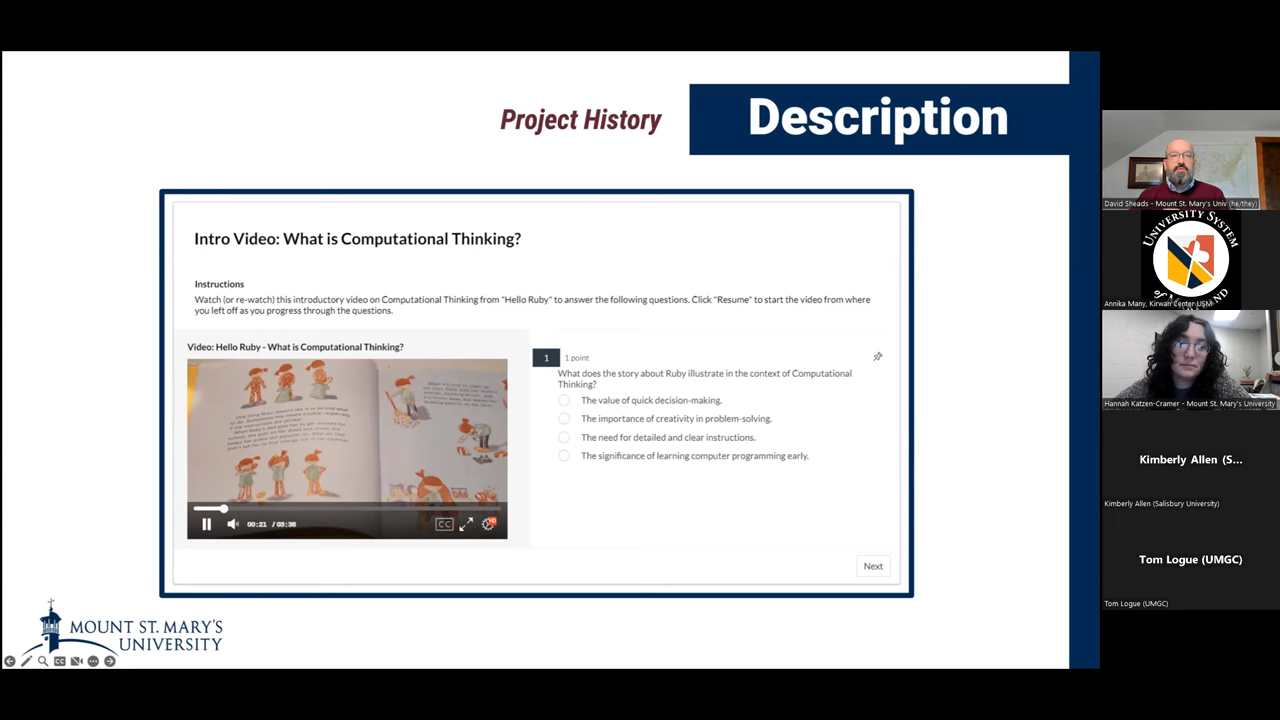 Project History
Description
Intro Video: What is Computational Thinking?
Instructions
Watch (or re-watch) this introductory video on Computational Thinking from "Hello Ruby" to answer the following questions. Click "Resume" to start the video from where
you left off as you progress through the questions.
Video: Hello Ruby - What is Computational Thinking?
00:21 / 03:36
CC
HD
1
1 point
What does the story about Ruby illustrate in the context of Computational
Thinking?
The value of quick decision-making.
The importance of creativity in problem-solving.
The need for detailed and clear instructions.
The significance of learning computer programming early.
Next
MOUNT ST. MARY'S
UNIVERSITY
CC
David Sheads - Mount St. Mary's Univ (he/they)
UNIVERSITY SYSTEM
Annika Many, Kirwan Center USM
Hannah Katzen-Cramer - Mount St. Mary's University
Kimberly Allen (S...
Kimberly Allen (Salisbury University)
Tom Logue (UMGC)
Tom Logue (UMGC)